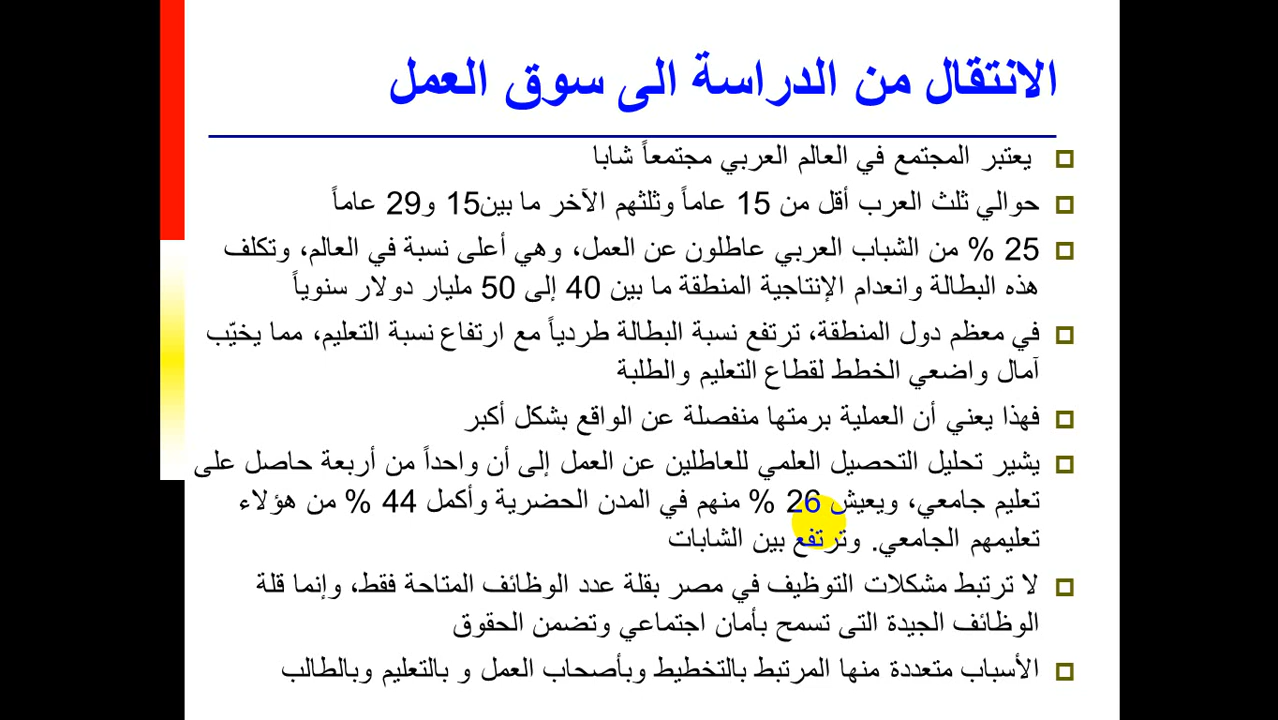 الانتقال من الدراسة الى سوق العمل
يعتبر المجتمع في العالم العربي مجتمعاً شابا
حوالي ثلث العرب أقل من 15 عاماً وثلثهم الآخر ما بين15 و29 عاماً
25 % من الشباب العربي عاطلون عن العمل، وهي أعلى نسبة في العالم، وتكلف
هذه البطالة وانعدام الإنتاجية المنطقة ما بين 40 إلى 50 مليار دولار سنوياً
في معظم دول المنطقة، ترتفع نسبة البطالة طردياً مع ارتفاع نسبة التعليم، مما يخيّب
آمال واضعي الخطط لقطاع التعليم والطلبة
فهذا يعني أن العملية برمتها منفصلة عن الواقع بشكل أكبر
يشير تحليل التحصيل العلمي للعاطلين عن العمل إلى أن واحداً من أربعة حاصل على
تعليم جامعي، ويعيش 26 % منهم في المدن الحضرية وأكمل 44 % من هؤلاء
تعليمهم الجامعي. وترتفع بين الشابات
لا ترتبط مشكلات التوظيف في مصر بقلة عدد الوظائف المتاحة فقط، وإنما قلة
الوظائف الجيدة التى تسمح بأمان اجتماعي وتضمن الحقوق
الأسباب متعددة منها المرتبط بالتخطيط وبأصحاب العمل و بالتعليم وبالطالب